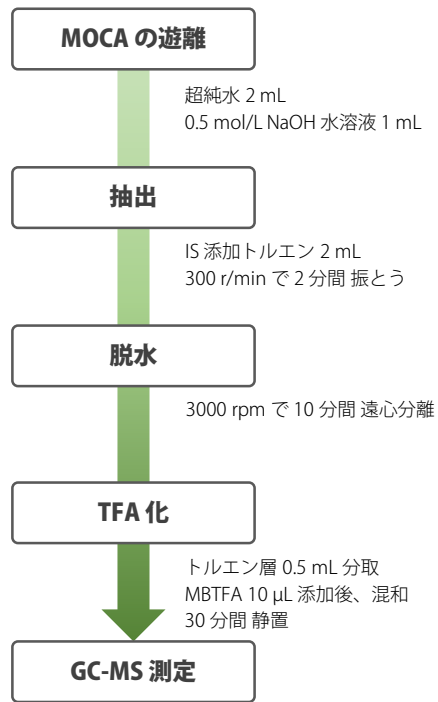 MOCA の遊離
超純水 2 mL
0.5 mol/L NaOH 水溶液 1 mL
抽出
IS 添加トルエン 2 mL
300 r/min で 2 分間 振とう
脱水
3000 rpm で 10 分間 遠心分離
TFA 化
トルエン層 0.5 mL 分取
MBTFA 10 µL 添加後、混和
30 分間 静置
GC-MS 測定